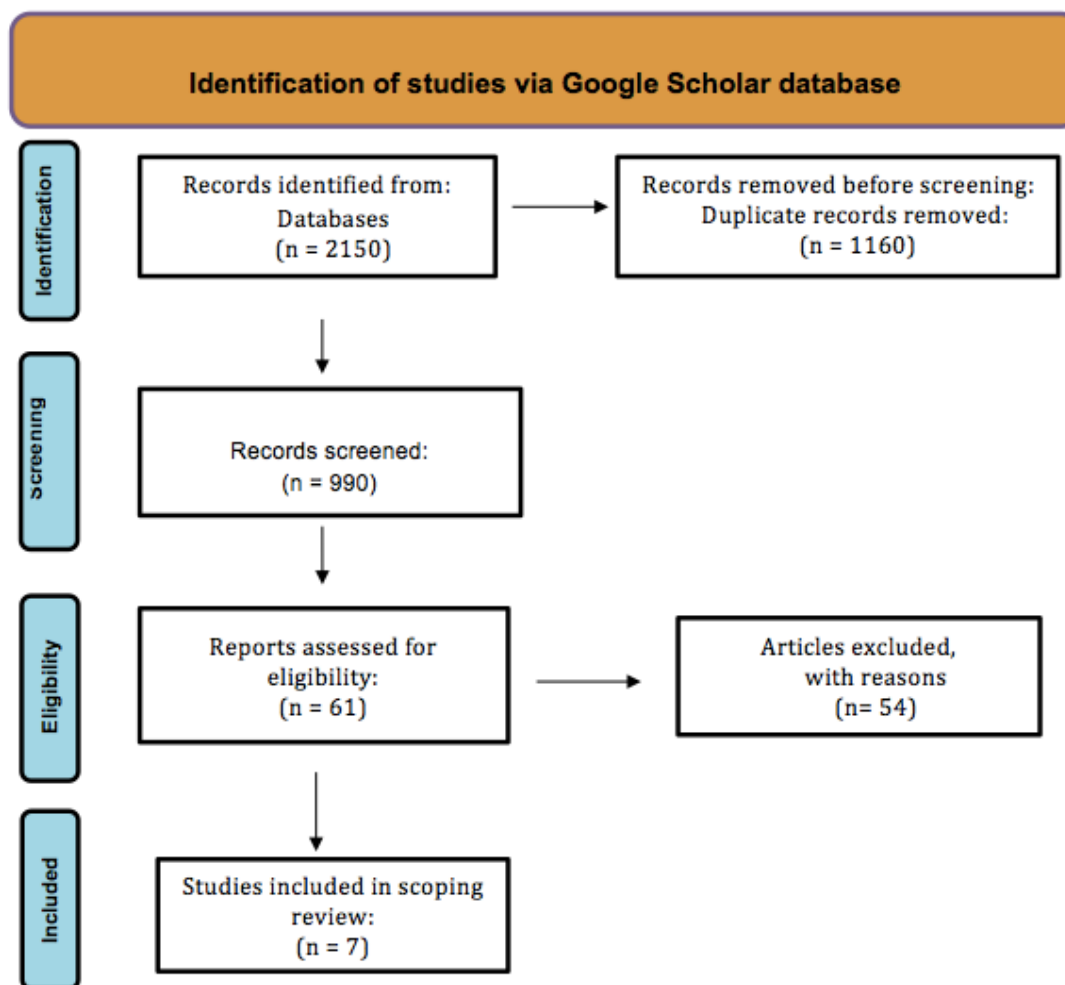 Identification of studies via Google Scholar database
Identification
Records identified from:
Databases
(n = 2150)
Records removed before screening:
Duplicate records removed:
(n = 1160)
Screening
Records screened:
(n = 990)
Eligibility
Reports assessed for
eligibility:
(n = 61)
Articles excluded,
with reasons
(n= 54)
Included
Studies included in scoping
review:
(n = 7)